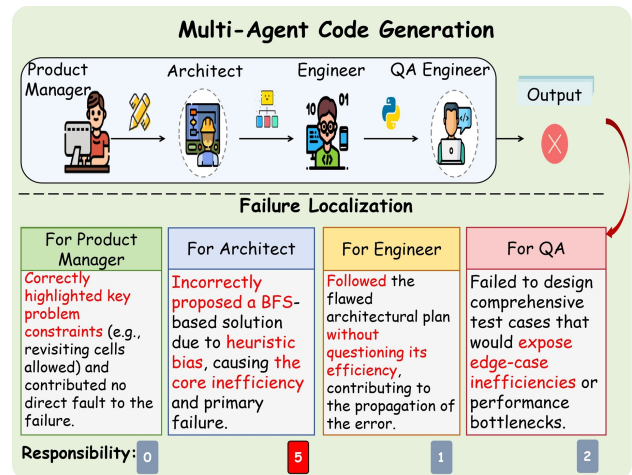 Multi-Agent Code Generation
Product
Manager
Architect
Engineer
QA Engineer
Output
10 01
</>
Failure Localization
For Product
Manager
Correctly
highlighted key
problem
constraints (e.g.,
revisiting cells
allowed) and
contributed no
direct fault to the
failure.
For Architect
Incorrectly
proposed a BFS-
based solution
due to heuristic
bias, causing the
core inefficiency
and primary
failure.
For Engineer
Followed the
flawed
architectural plan
without
questioning its
efficiency,
contributing to
the propagation of
the error.
For QA
Failed to design
comprehensive
test cases that
would expose
edge-case
inefficiencies or
performance
bottlenecks.
Responsibility: 0 5 1 2